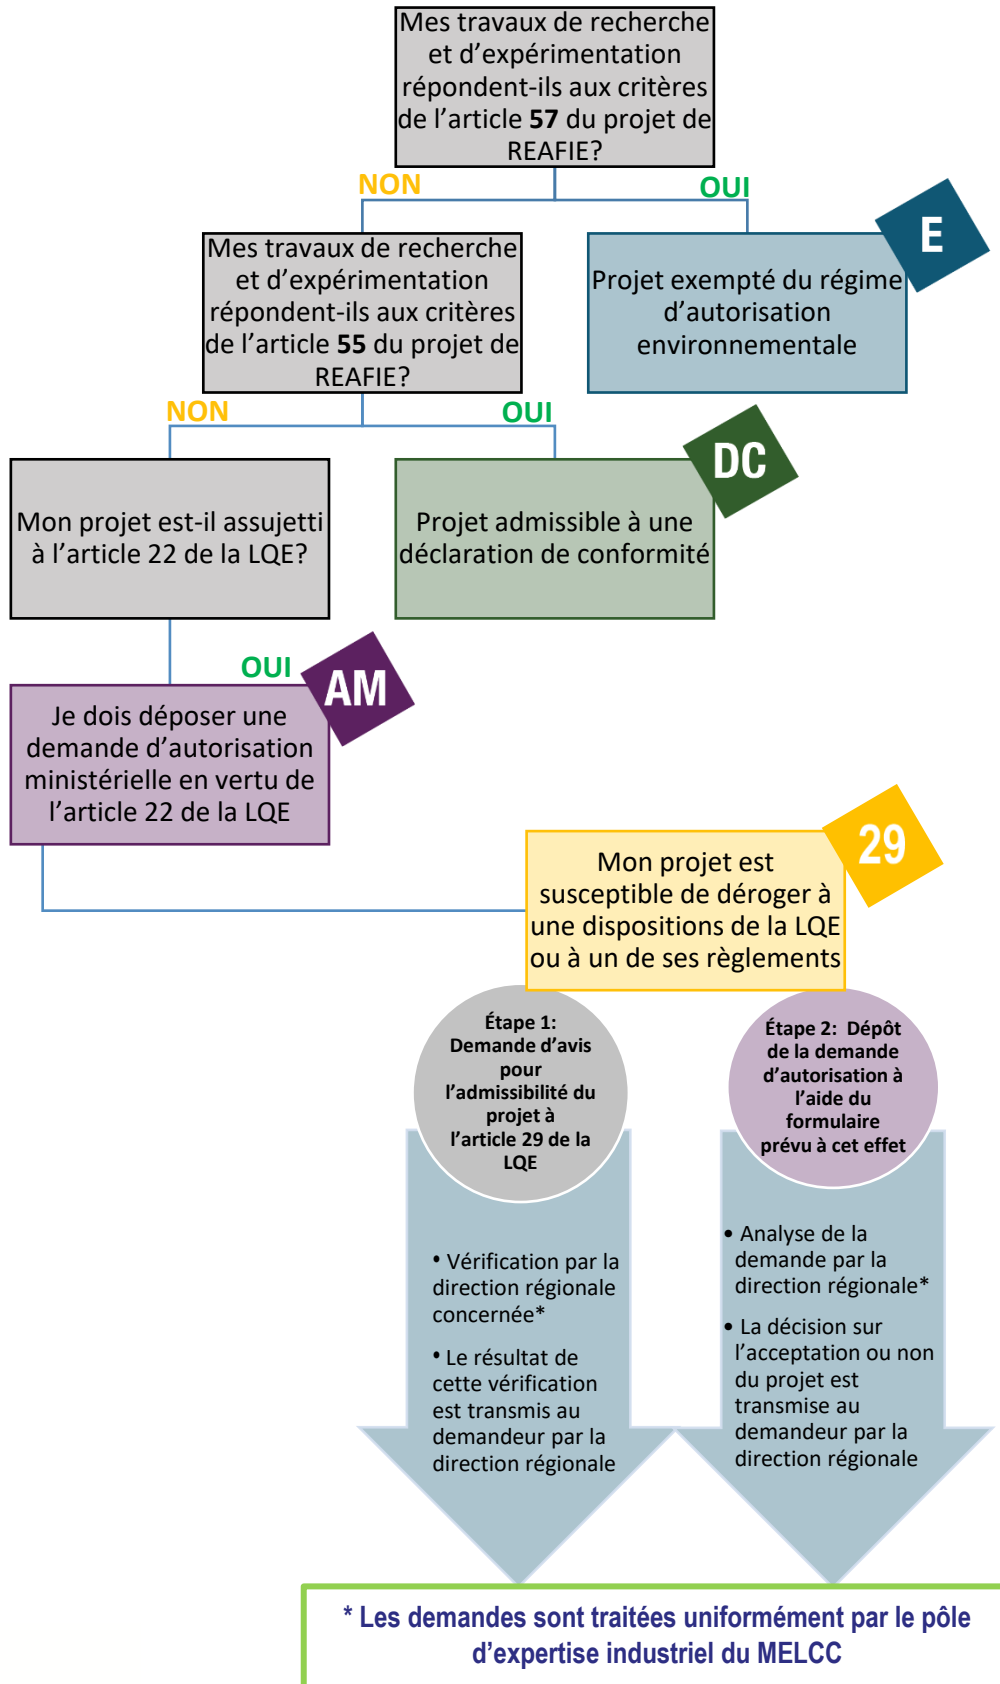 Mes travaux de recherche
et d’expérimentation
répondent-ils aux critères
de l’article 57 du projet de
REAFIE?
NON
OUI
E
Mes travaux de recherche
et d’expérimentation
répondent-ils aux critères
de l’article 55 du projet de
REAFIE?
Projet exempté du régime
d’autorisation
environnementale
NON
OUI
DC
Mon projet est-il assujetti
à l’article 22 de la LQE?
Projet admissible à une
déclaration de conformité
OUI
AM
Je dois déposer une
demande d’autorisation
ministérielle en vertu de
l’article 22 de la LQE
29
Mon projet est
susceptible de déroger à
une dispositions de la LQE
ou à un de ses règlements
Étape 1:
Demande d’avis
pour
l’admissibilité du
projet à
l’article 29 de la
LQE
• Vérification par la
direction régionale
concernée*
• Le résultat de
cette vérification
est transmis au
demandeur par la
direction régionale
Étape 2: Dépôt
de la demande
d’autorisation à
l’aide du
formulaire
prévu à cet effet
• Analyse de la
demande par la
direction régionale*
• La décision sur
l’acceptation ou non
du projet est
transmise au
demandeur par la
direction régionale
* Les demandes sont traitées uniformément par le pôle
d’expertise industriel du MELCC